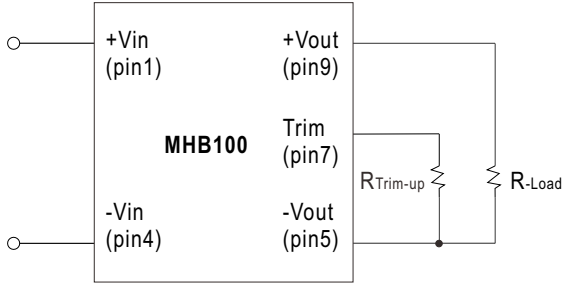 +Vin
(pin1)
+Vout
(pin9)
MHB100
Trim
(pin7)
RTrim-up
R-Load
-Vin
(pin4)
-Vout
(pin5)